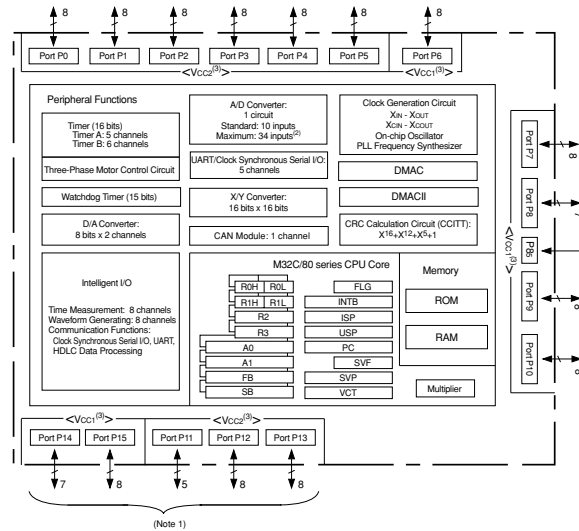 8 8 8 8 8 8 8
Port P0 Port P1 Port P2 Port P3 Port P4 Port P5 Port P6
<VCC2>(3) <VCC1>(3)
Peripheral Functions
Timer (16 bits)
Timer A: 5 channels
Timer B: 6 channels
Three-Phase Motor Control Circuit
Watchdog Timer (15 bits)
D/A Converter:
8 bits x 2 channels
Intelligent I/O
Time Measurement: 8 channels
Waveform Generating: 8 channels
Communication Functions:
Clock Synchronous Serial I/O, UART,
HDLC Data Processing
A/D Converter:
1 circuit
Standard: 10 inputs
Maximum: 34 inputs(2)
UART/Clock Synchronous Serial I/O:
5 channels
X/Y Converter:
16 bits x 16 bits
CAN Module: 1 channel
Clock Generation Circuit
XIN - XOUT
XCIN - XCOUT
On-chip Oscillator
PLL Frequency Synthesizer
DMAC
DMACII
CRC Calculation Circuit (CCITT):
X16+X12+X5+1
M32C/80 series CPU Core
R0H R0L
R1H R1L
R2
R3
A0
A1
FB
SB
FLG
INTB
ISP
USP
PC
SVF
SVP
VCT
Memory
ROM
RAM
Multiplier
<VCC1>(3)
Port P7
8
Port P8
7
P85
Port P9
8
Port P10
8
<VCC1>(3) <VCC2>(3)
Port P14 Port P15 Port P11 Port P12 Port P13
7 8 5 8 8
(Note 1)